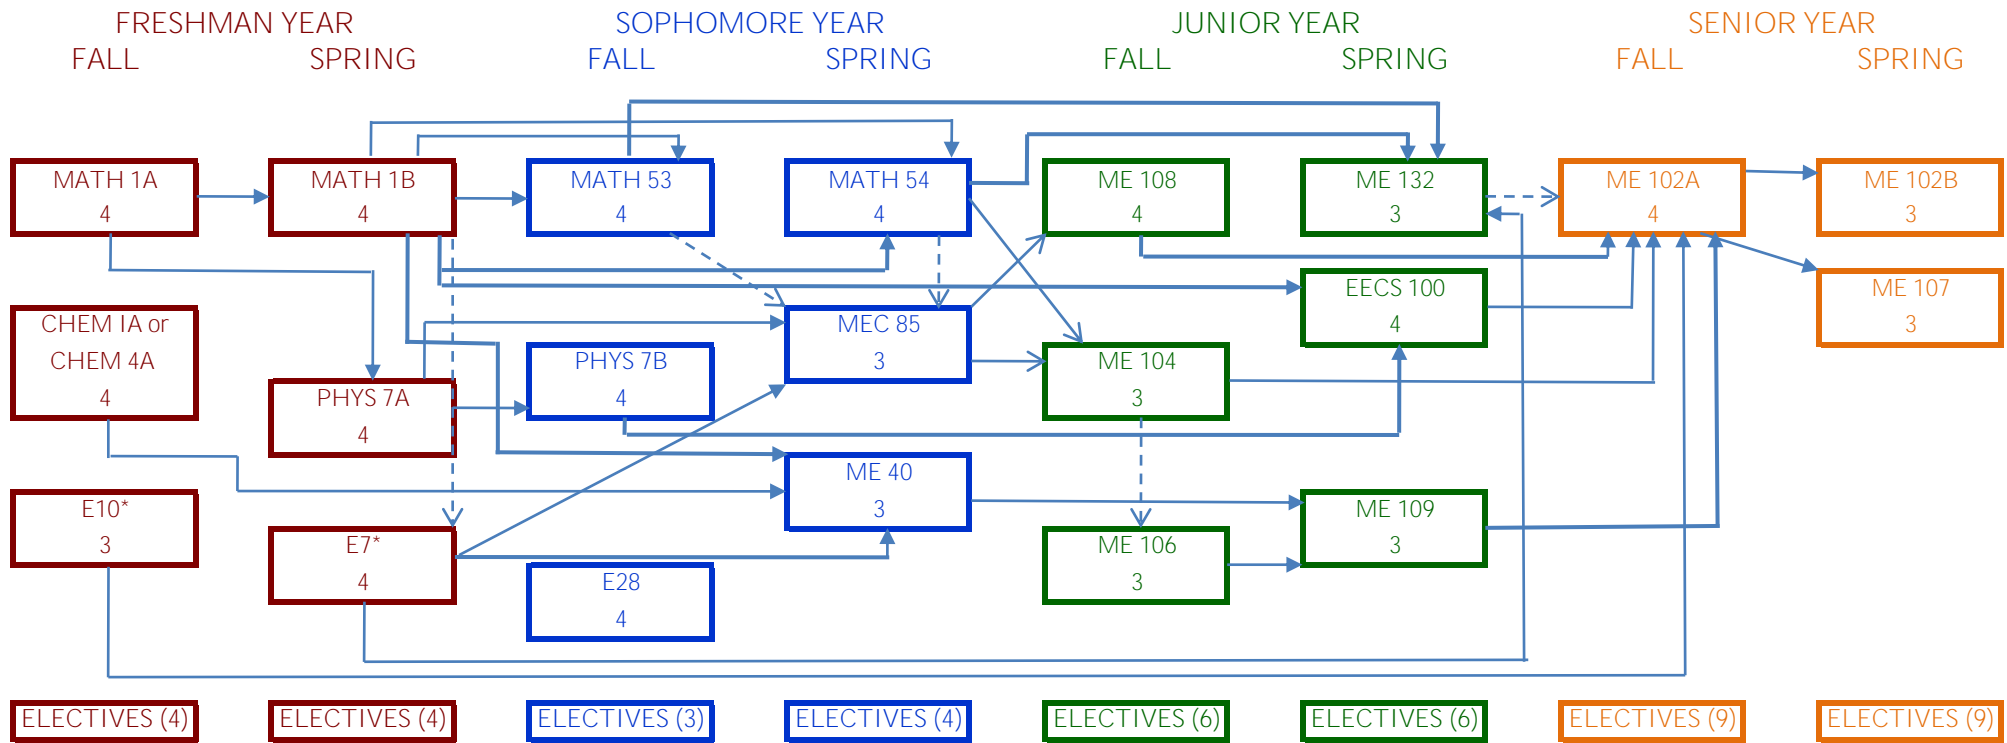 FRESHMAN YEAR
FALL
SPRING
SOPHOMORE YEAR
FALL
SPRING
JUNIOR YEAR
FALL
SPRING
SENIOR YEAR
FALL
SPRING
MATH 1A
4
CHEM IA or
CHEM 4A
4
E10*
3
ELECTIVES (4)
MATH 1B
4
PHYS 7A
4
E7*
4
ELECTIVES (4)
MATH 53
4
PHYS 7B
4
E28
4
ELECTIVES (3)
MATH 54
4
MEC 85
3
ME 40
3
ELECTIVES (4)
ME 108
4
ME 104
3
ME 106
3
ELECTIVES (6)
ME 132
3
EECS 100
4
ME 109
3
ELECTIVES (6)
ME 102A
4
ELECTIVES (9)
ME 102B
3
ME 107
3
ELECTIVES (9)